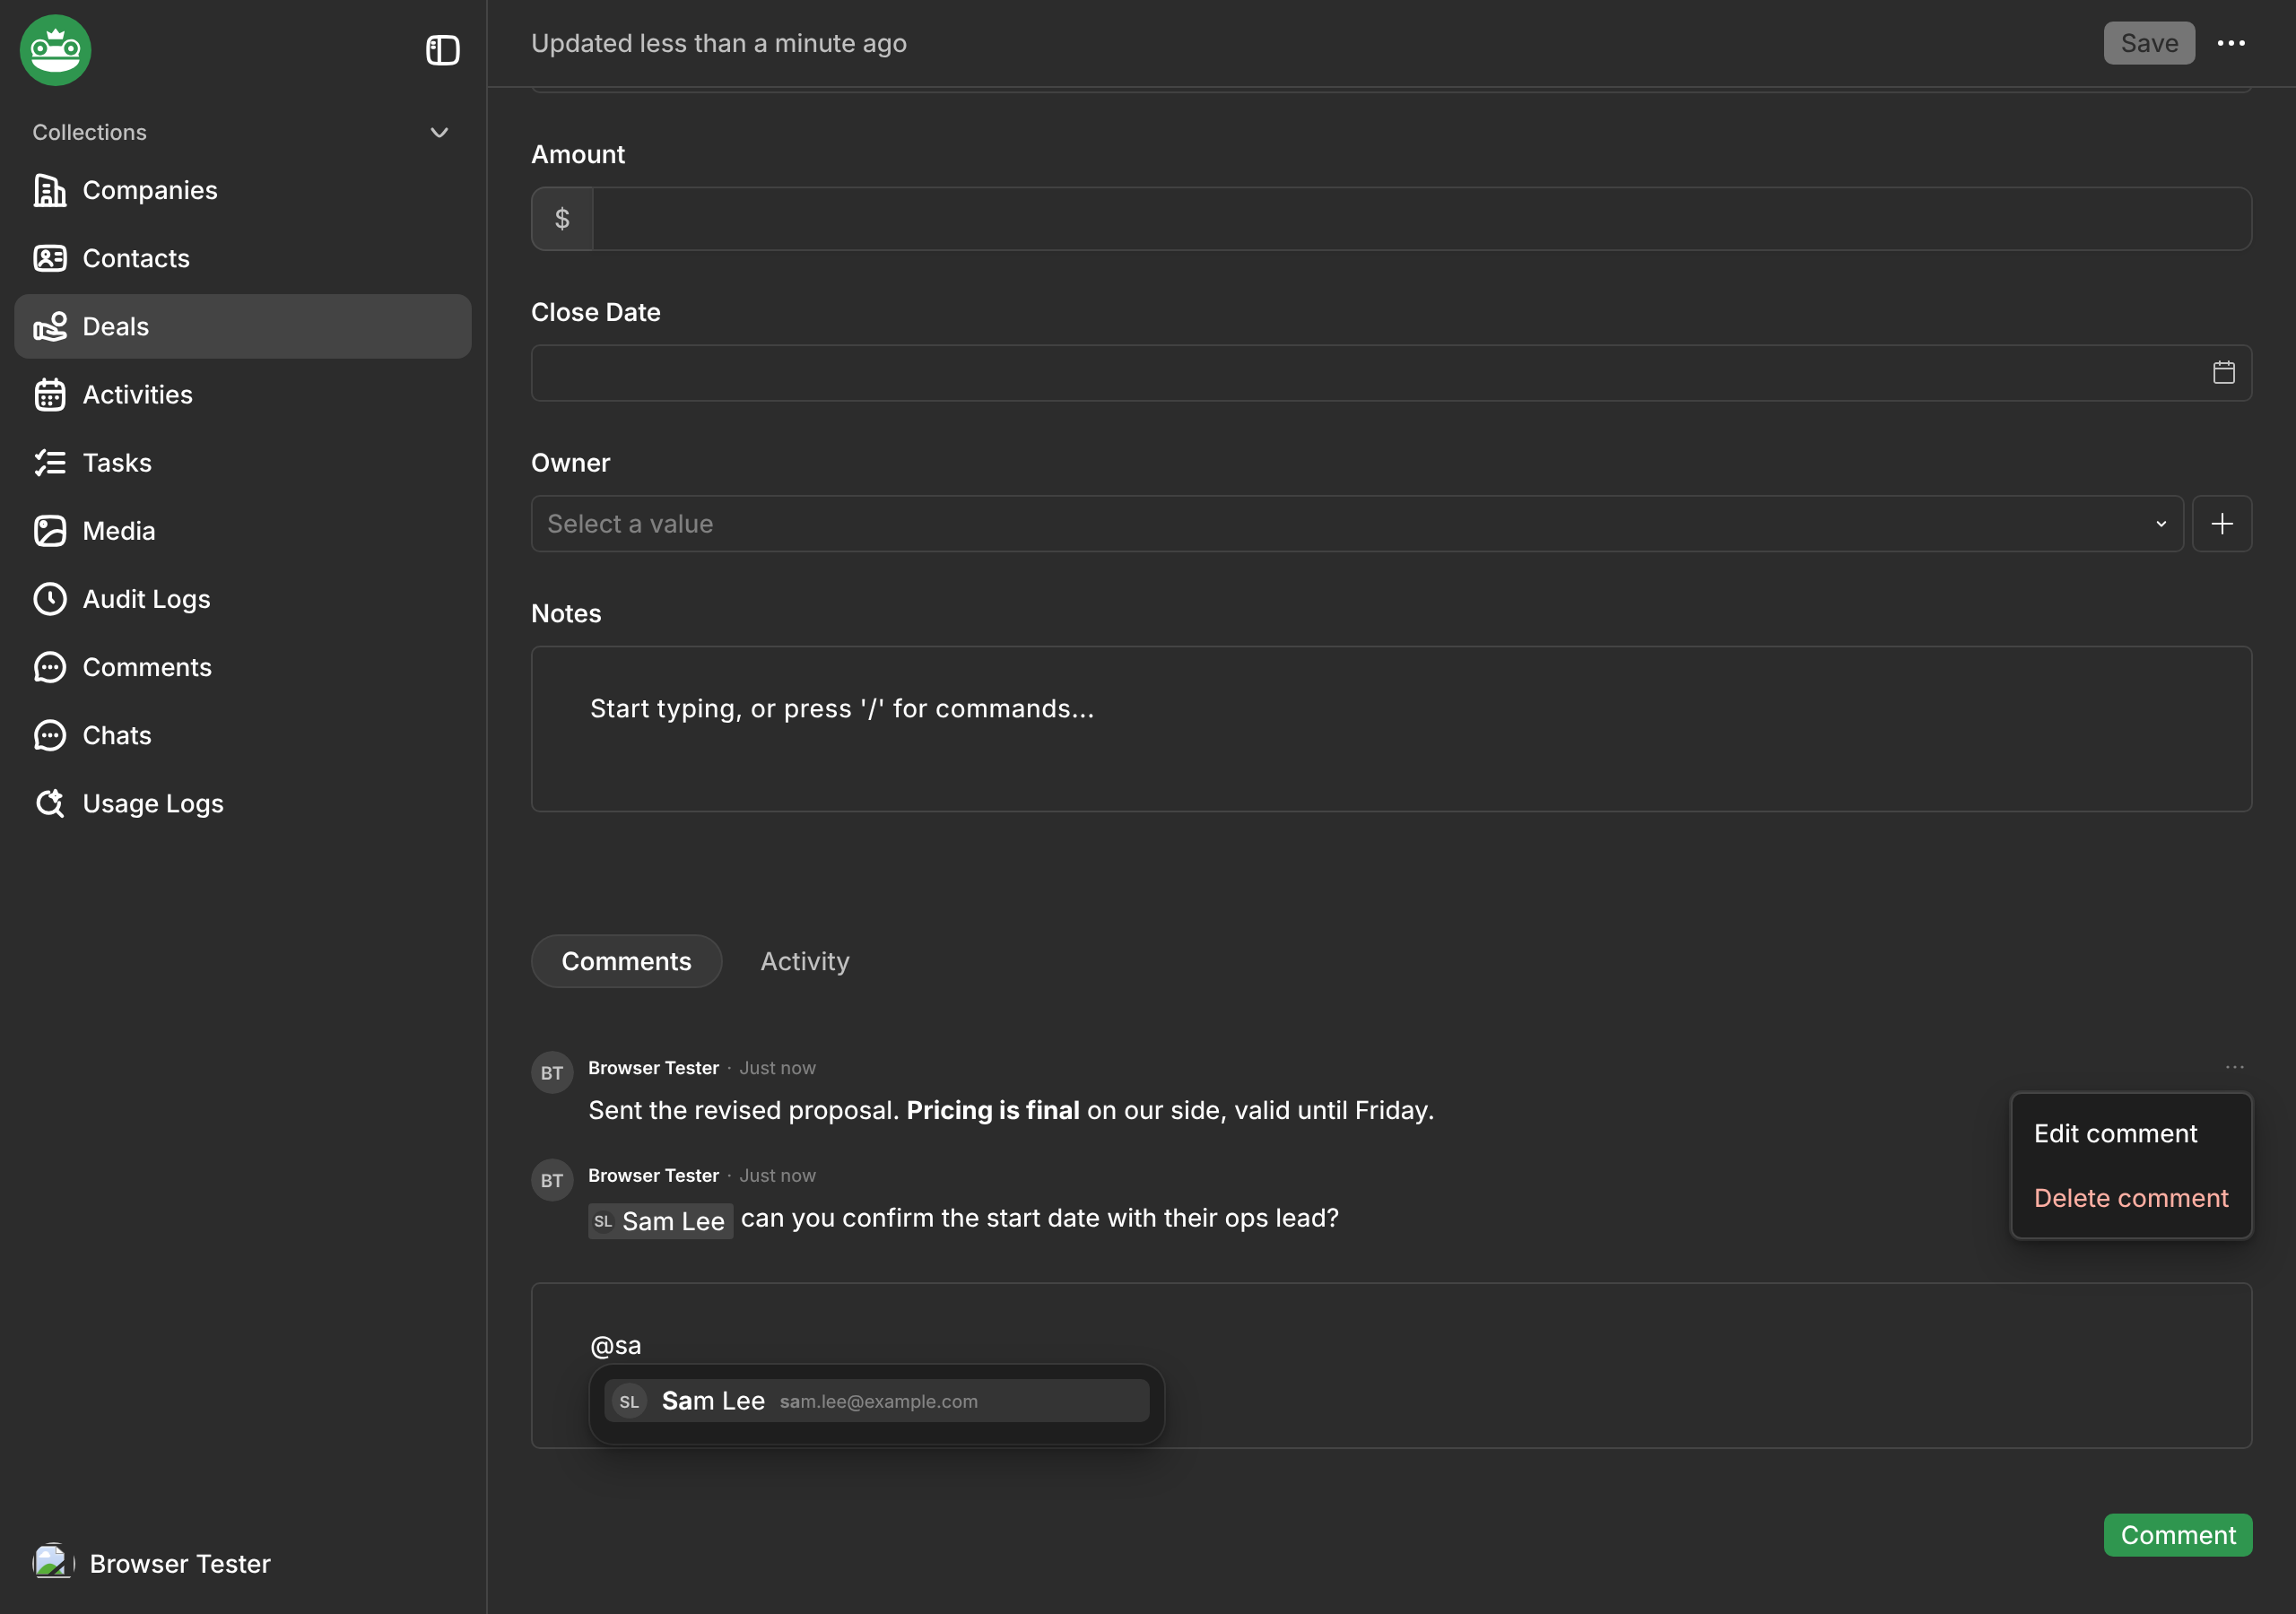 Updated less than a minute ago
Save
Collections
Companies
Contacts
Deals
Activities
Tasks
Media
Audit Logs
Comments
Chats
Usage Logs
Browser Tester
Amount
$
Close Date
Owner
Select a value
Notes
Start typing, or press '/' for commands...
Comments
Activity
BT
Browser Tester · Just now
Sent the revised proposal. Pricing is final on our side, valid until Friday.
Edit comment
Delete comment
BT
Browser Tester · Just now
SL Sam Lee can you confirm the start date with their ops lead?
@sa
SL Sam Lee sam.lee@example.com
Comment